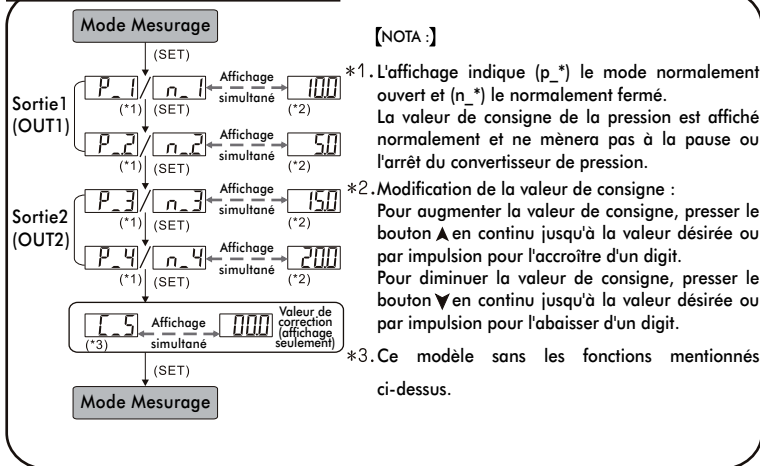 Mode Mesurage
(SET)
Sortie1
(OUT1)
P_1 / n_1 Affichage simultané 10.0
(*1) (SET) (*2)
P_2 / n_2 Affichage simultané 5.0
(*1) (SET) (*2)
Sortie2
(OUT2)
P_3 / n_3 Affichage simultané 15.0
(*1) (SET) (*2)
P_4 / n_4 Affichage simultané 20.0
(*1) (SET) (*2)
C_5 Affichage simultané 00.0 Valeur de correction (affichage seulement)
(*3)
(SET)
Mode Mesurage
【NOTA :】
*1. L'affichage indique (p_*) le mode normalement
ouvert et (n_*) le normalement fermé.
La valeur de consigne de la pression est affiché
normalement et ne mènera pas à la pause ou
l'arrêt du convertisseur de pression.
*2. Modification de la valeur de consigne :
Pour augmenter la valeur de consigne, presser le
bouton ▲ en continu jusqu'à la valeur désirée ou
par impulsion pour l'accroître d'un digit.
Pour diminuer la valeur de consigne, presser le
bouton ▼ en continu jusqu'à la valeur désirée ou
par impulsion pour l'abaisser d'un digit.
*3. Ce modèle sans les fonctions mentionnés
ci-dessus.